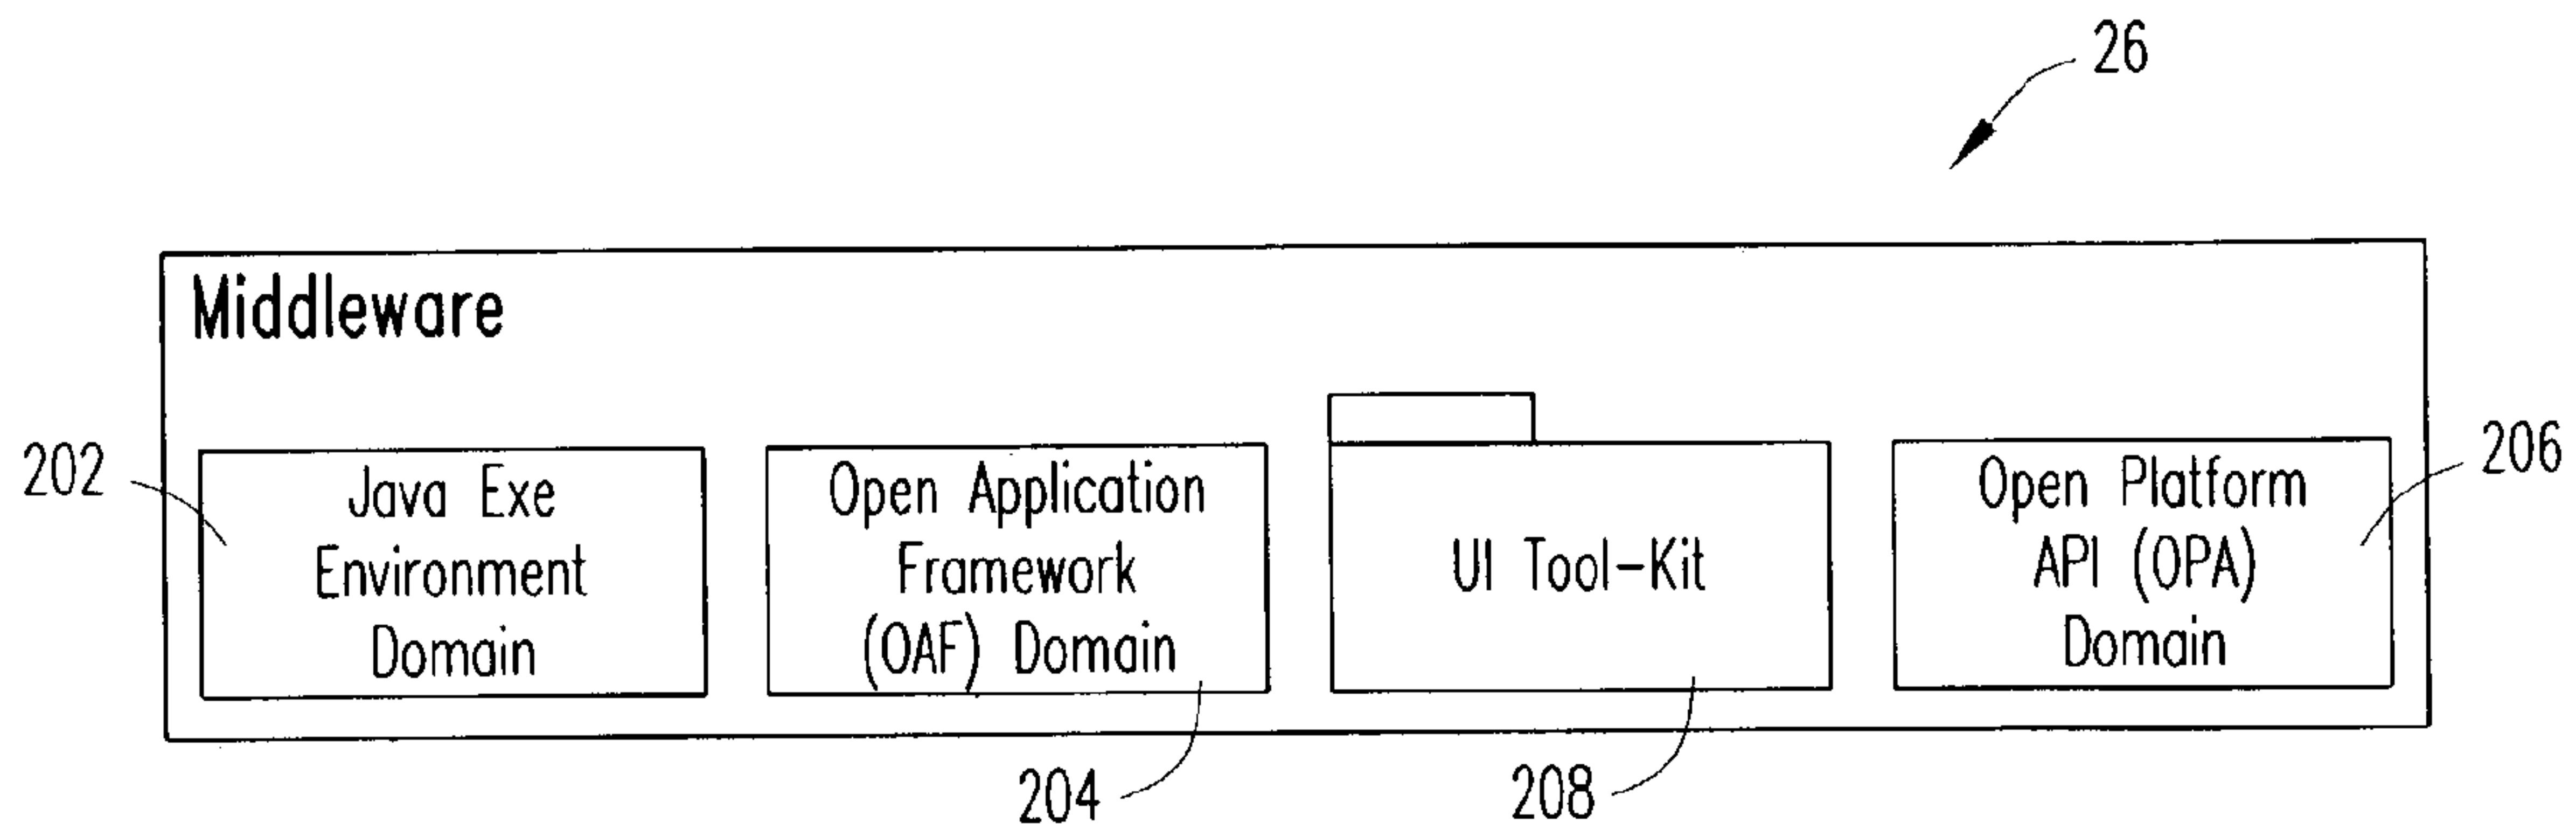 26
Middleware
202
Java Exe
Environment
Domain
Open Application
Framework
(OAF) Domain
UI Tool-Kit
Open Platform
API (OPA)
Domain
206
204
208